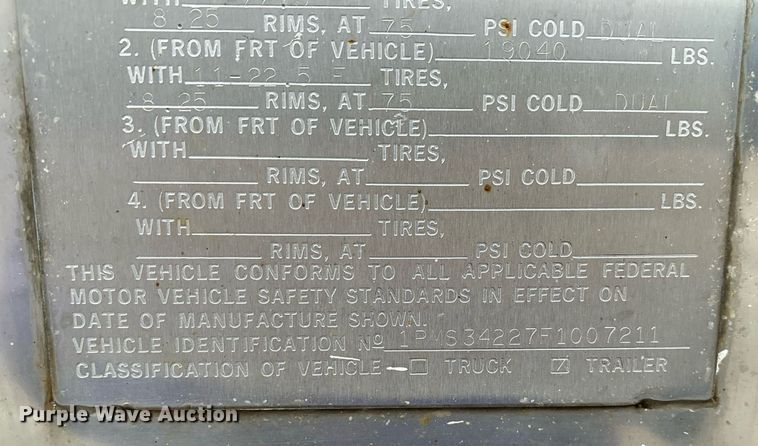 TIRES,
8.25 RIMS, AT 75 PSI COLD DUAL
2. (FROM FRT OF VEHICLE) 19040 LBS.
WITH 11-22.5 F TIRES,
8.25 RIMS, AT 75 PSI COLD DUAL
3. (FROM FRT OF VEHICLE) LBS.
WITH TIRES,
RIMS, AT PSI COLD
4. (FROM FRT OF VEHICLE) LBS.
WITH TIRES,
RIMS, AT PSI COLD
THIS VEHICLE CONFORMS TO ALL APPLICABLE FEDERAL
MOTOR VEHICLE SAFETY STANDARDS IN EFFECT ON
DATE OF MANUFACTURE SHOWN.
VEHICLE IDENTIFICATION Nº 1PMS34227F1007211
CLASSIFICATION OF VEHICLE- ☐ TRUCK ☑ TRAILER
Purple Wave Auction